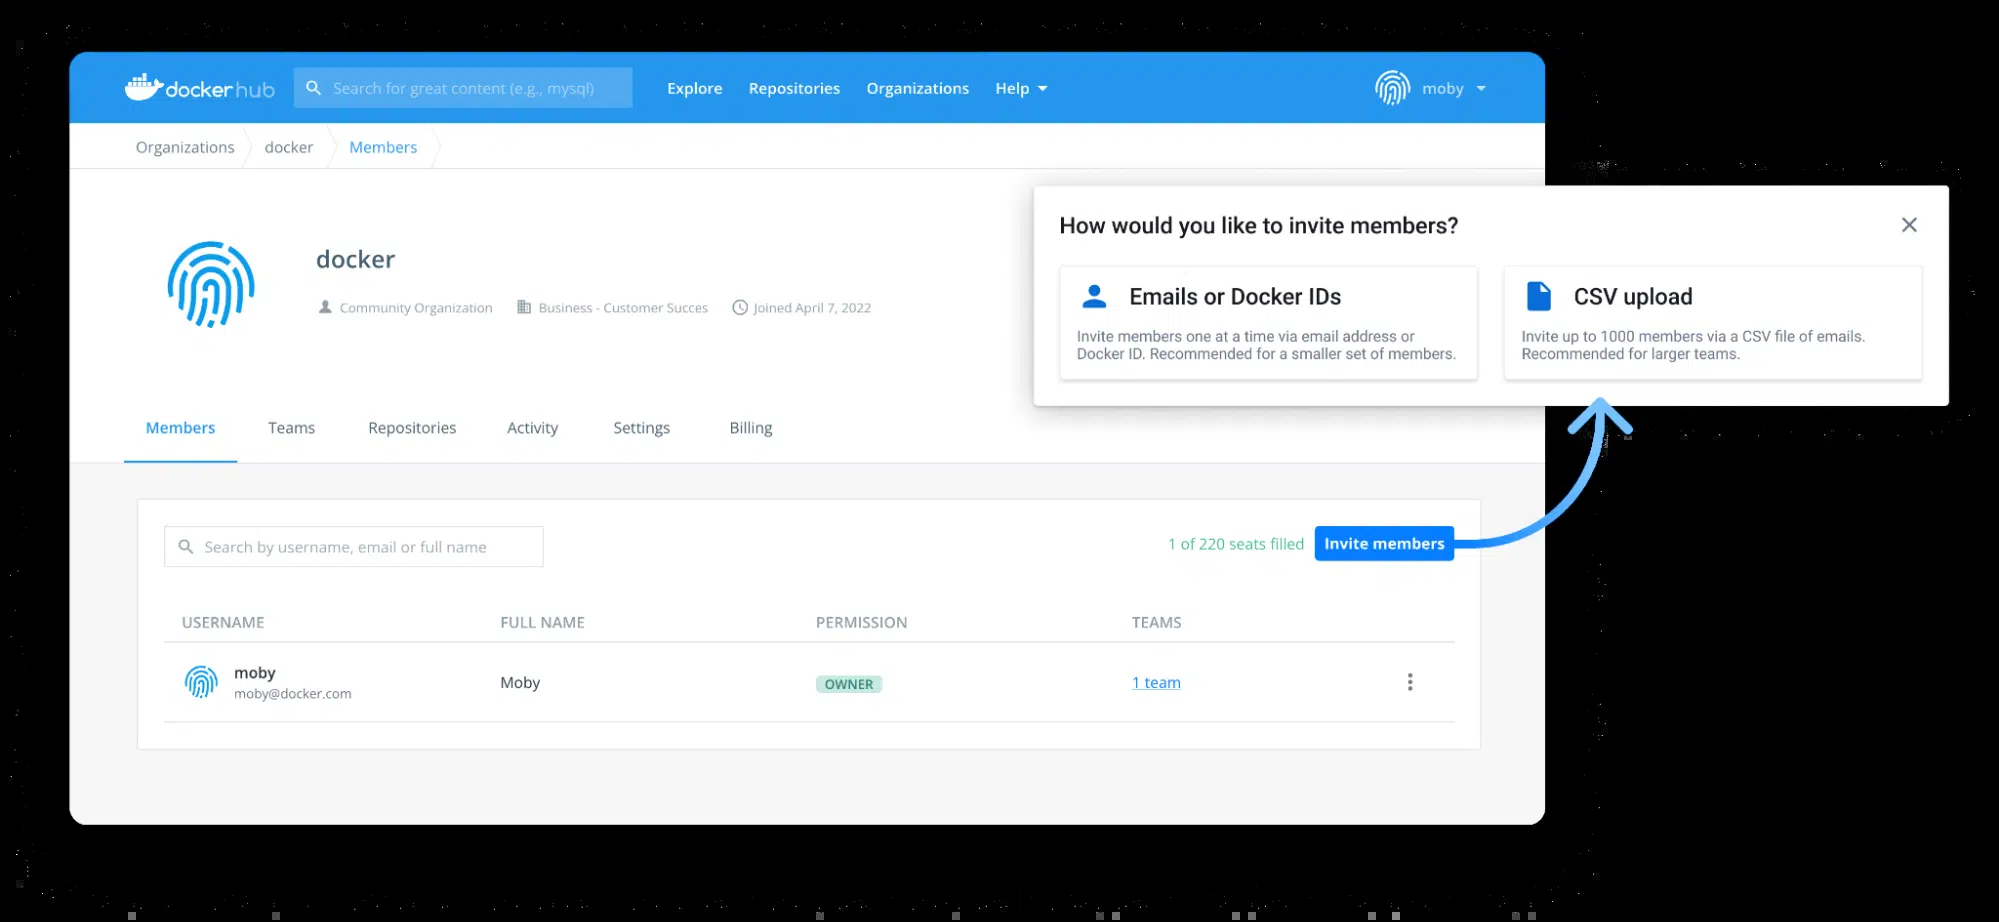 dockerhub
Search for great content (e.g., mysql)
Explore
Repositories
Organizations
Help
moby
Organizations
docker
Members
docker
Community Organization
Business - Customer Succes
Joined April 7, 2022
How would you like to invite members?
Emails or Docker IDs
Invite members one at a time via email address or
Docker ID. Recommended for a smaller set of members.
CSV upload
Invite up to 1000 members via a CSV file of emails.
Recommended for larger teams.
Members
Teams
Repositories
Activity
Settings
Billing
Search by username, email or full name
1 of 220 seats filled
Invite members
USERNAME
FULL NAME
PERMISSION
TEAMS
moby
moby@docker.com
Moby
OWNER
1 team